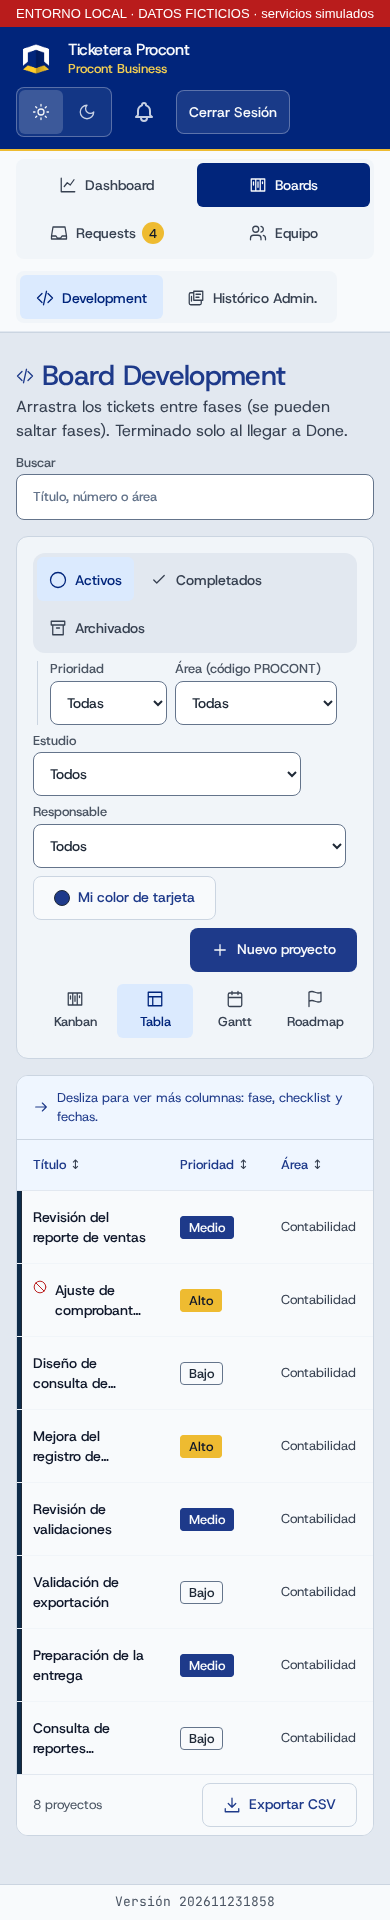 ENTORNO LOCAL · DATOS FICTICIOS · servicios simulados
Ticketera Procont
Procont Business
Cerrar Sesión
Dashboard
Boards
Requests 4
Equipo
Development
Histórico Admin.
Board Development
Arrastra los tickets entre fases (se pueden
saltar fases). Terminado solo al llegar a Done.
Buscar
Título, número o área
Activos
Completados
Archivados
Prioridad
Área (código PROCONT)
Todas
Todas
Estudio
Todos
Responsable
Todos
Mi color de tarjeta
Nuevo proyecto
Kanban
Tabla
Gantt
Roadmap
Desliza para ver más columnas: fase, checklist y
fechas.
Título ↕ Prioridad ↕ Área ↕
Revisión del
reporte de ventas
Medio
Contabilidad
Ajuste de
comprobant…
Alto
Contabilidad
Diseño de
consulta de…
Bajo
Contabilidad
Mejora del
registro de…
Alto
Contabilidad
Revisión de
validaciones
Medio
Contabilidad
Validación de
exportación
Bajo
Contabilidad
Preparación de la
entrega
Medio
Contabilidad
Consulta de
reportes…
Bajo
Contabilidad
8 proyectos
Exportar CSV
Versión 202611231858